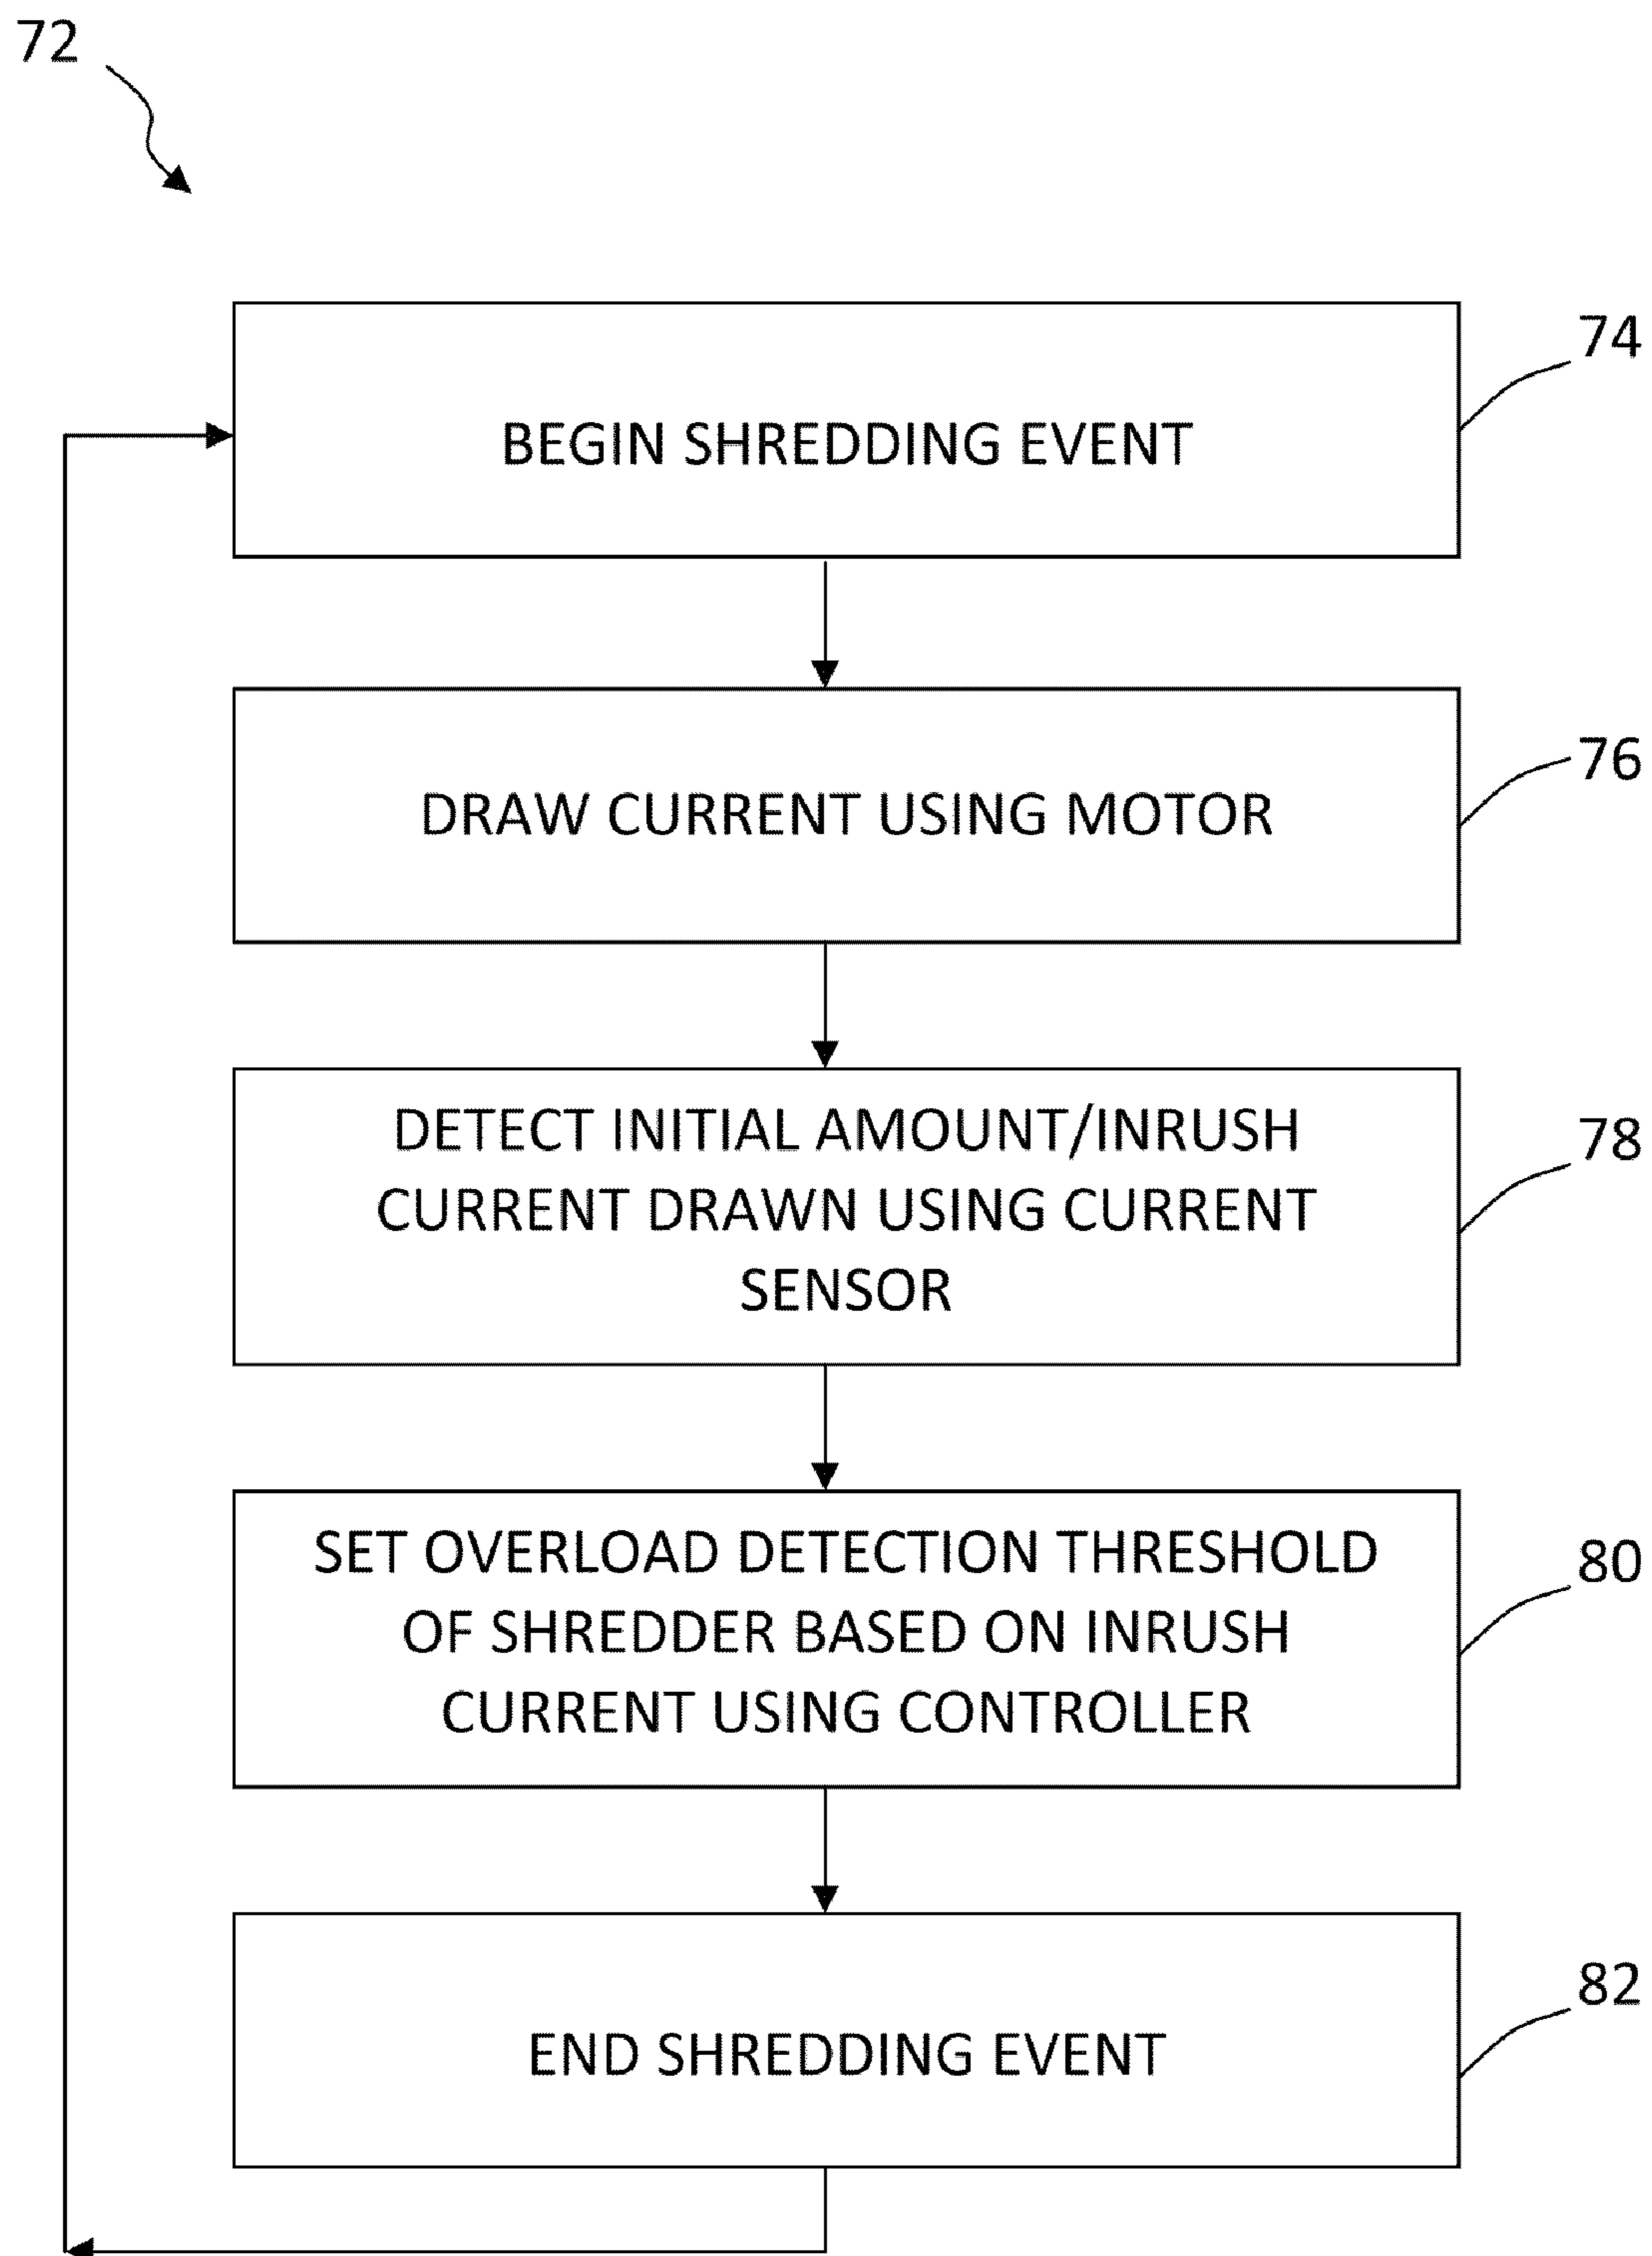 72
74
BEGIN SHREDDING EVENT
76
DRAW CURRENT USING MOTOR
78
DETECT INITIAL AMOUNT/INRUSH
CURRENT DRAWN USING CURRENT
SENSOR
80
SET OVERLOAD DETECTION THRESHOLD
OF SHREDDER BASED ON INRUSH
CURRENT USING CONTROLLER
82
END SHREDDING EVENT